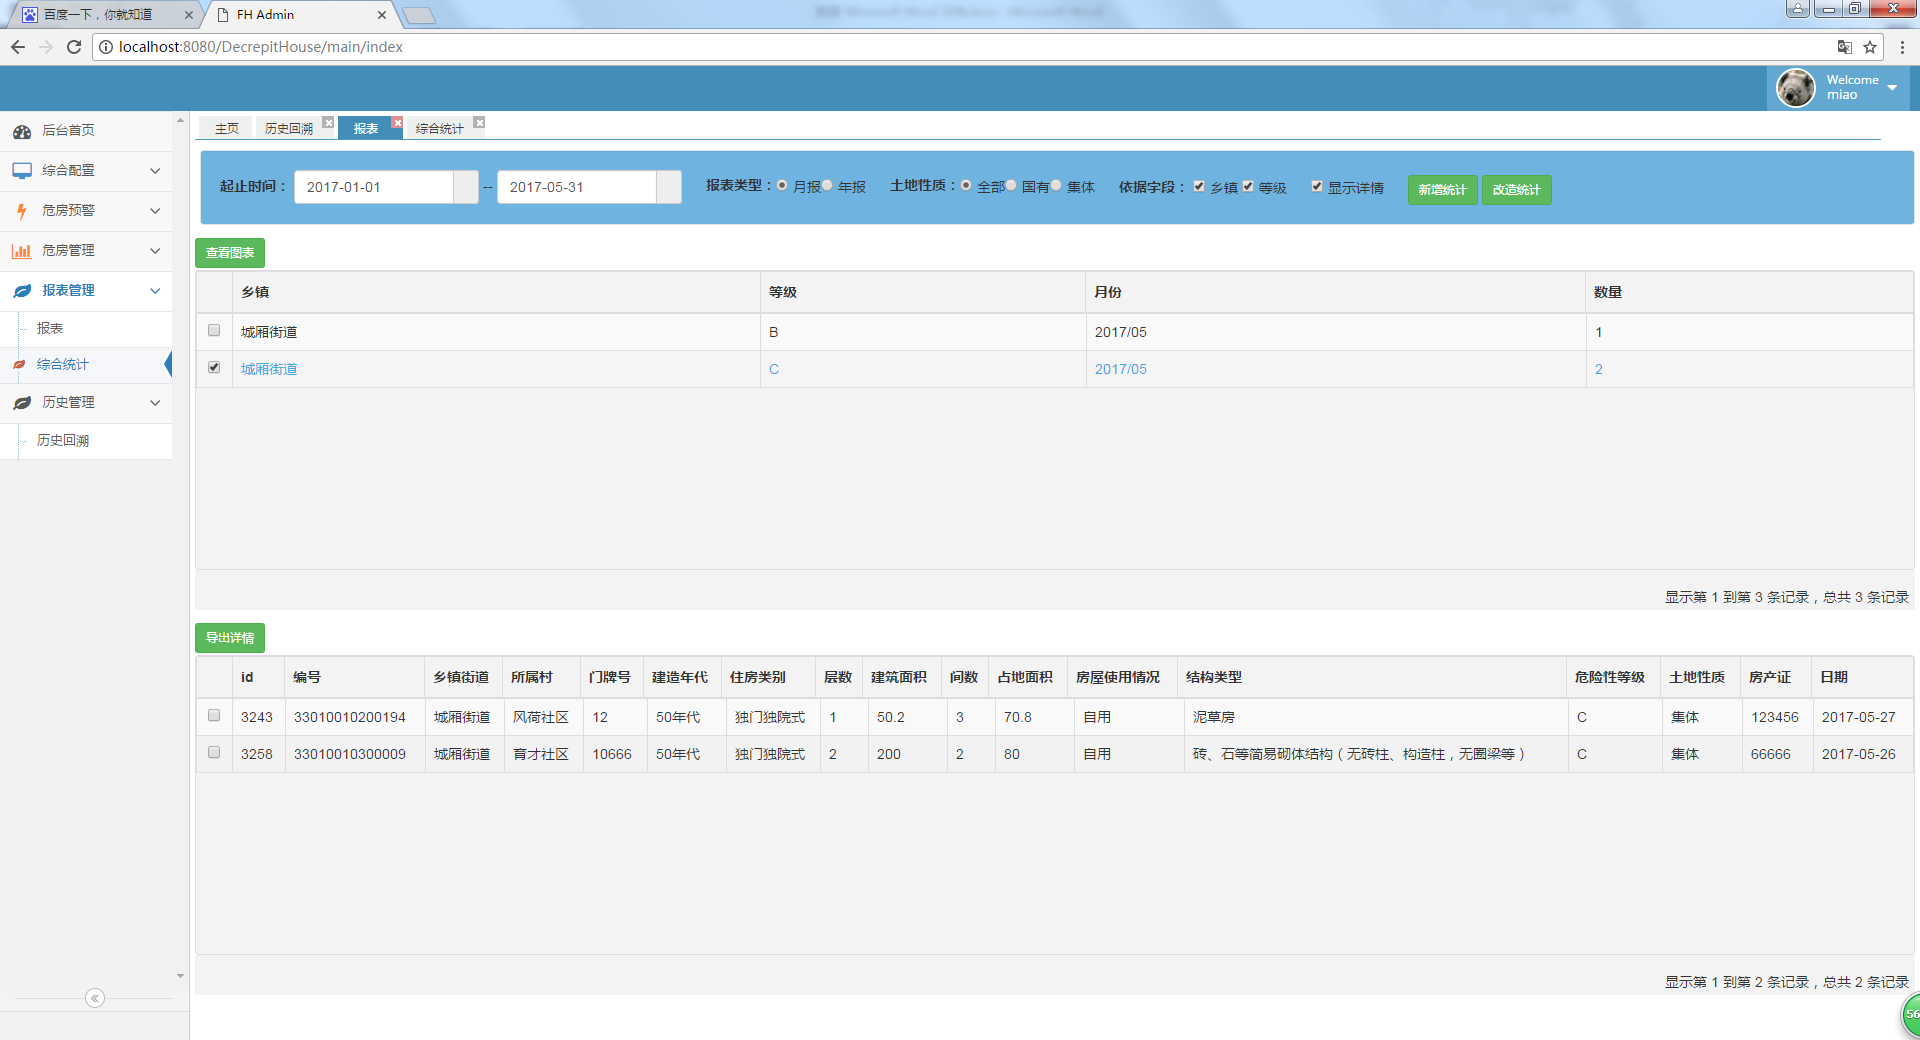 百度一下，你就知道
FH Admin
localhost:8080/DecrepitHouse/main/index
Welcome
miao
后台首页
综合配置
危房预警
危房管理
报表管理
报表
综合统计
历史管理
历史回溯
主页 历史回溯 报表 综合统计
起止时间： 2017-01-01 -- 2017-05-31 报表类型： 月报 年报 土地性质： 全部 国有 集体 依据字段： 乡镇 等级 显示详情 新增统计 改造统计
查看图表
乡镇 等级 月份 数量
城厢街道 B 2017/05 1
城厢街道 C 2017/05 2
显示第 1 到第 3 条记录，总共 3 条记录
导出详情
id 编号 乡镇街道 所属村 门牌号 建造年代 住房类别 层数 建筑面积 间数 占地面积 房屋使用情况 结构类型 危险性等级 土地性质 房产证 日期
3243 33010010200194 城厢街道 风荷社区 12 50年代 独门独院式 1 50.2 3 70.8 自用 泥草房 C 集体 123456 2017-05-27
3258 33010010300009 城厢街道 育才社区 10666 50年代 独门独院式 2 200 2 80 自用 砖、石等简易砌体结构（无砖柱、构造柱，无圈梁等） C 集体 66666 2017-05-26
显示第 1 到第 2 条记录，总共 2 条记录
56